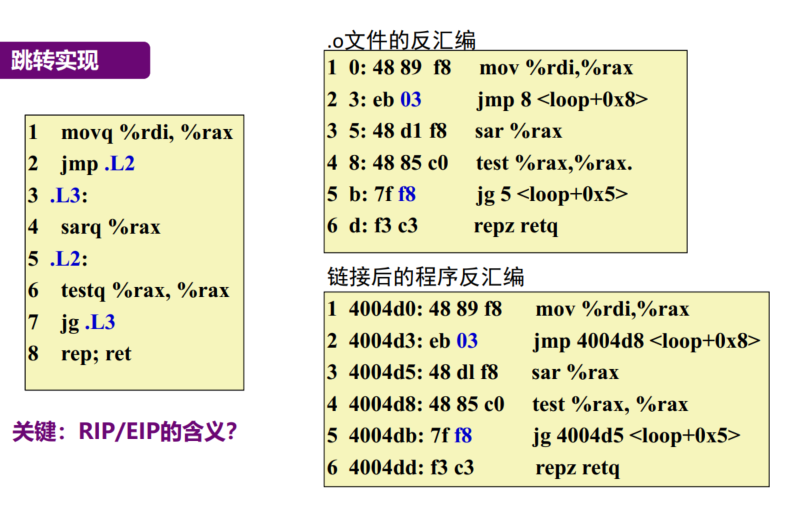 跳转实现
1 movq %rdi, %rax
2 jmp .L2
3 .L3:
4 sarq %rax
5 .L2:
6 testq %rax, %rax
7 jg .L3
8 rep; ret
关键：RIP/EIP的含义？
.o文件的反汇编
1 0: 48 89 f8 mov %rdi,%rax
2 3: eb 03 jmp 8 <loop+0x8>
3 5: 48 d1 f8 sar %rax
4 8: 48 85 c0 test %rax,%rax.
5 b: 7f f8 jg 5 <loop+0x5>
6 d: f3 c3 repz retq
链接后的程序反汇编
1 4004d0: 48 89 f8 mov %rdi,%rax
2 4004d3: eb 03 jmp 4004d8 <loop+0x8>
3 4004d5: 48 dl f8 sar %rax
4 4004d8: 48 85 c0 test %rax, %rax
5 4004db: 7f f8 jg 4004d5 <loop+0x5>
6 4004dd: f3 c3 repz retq